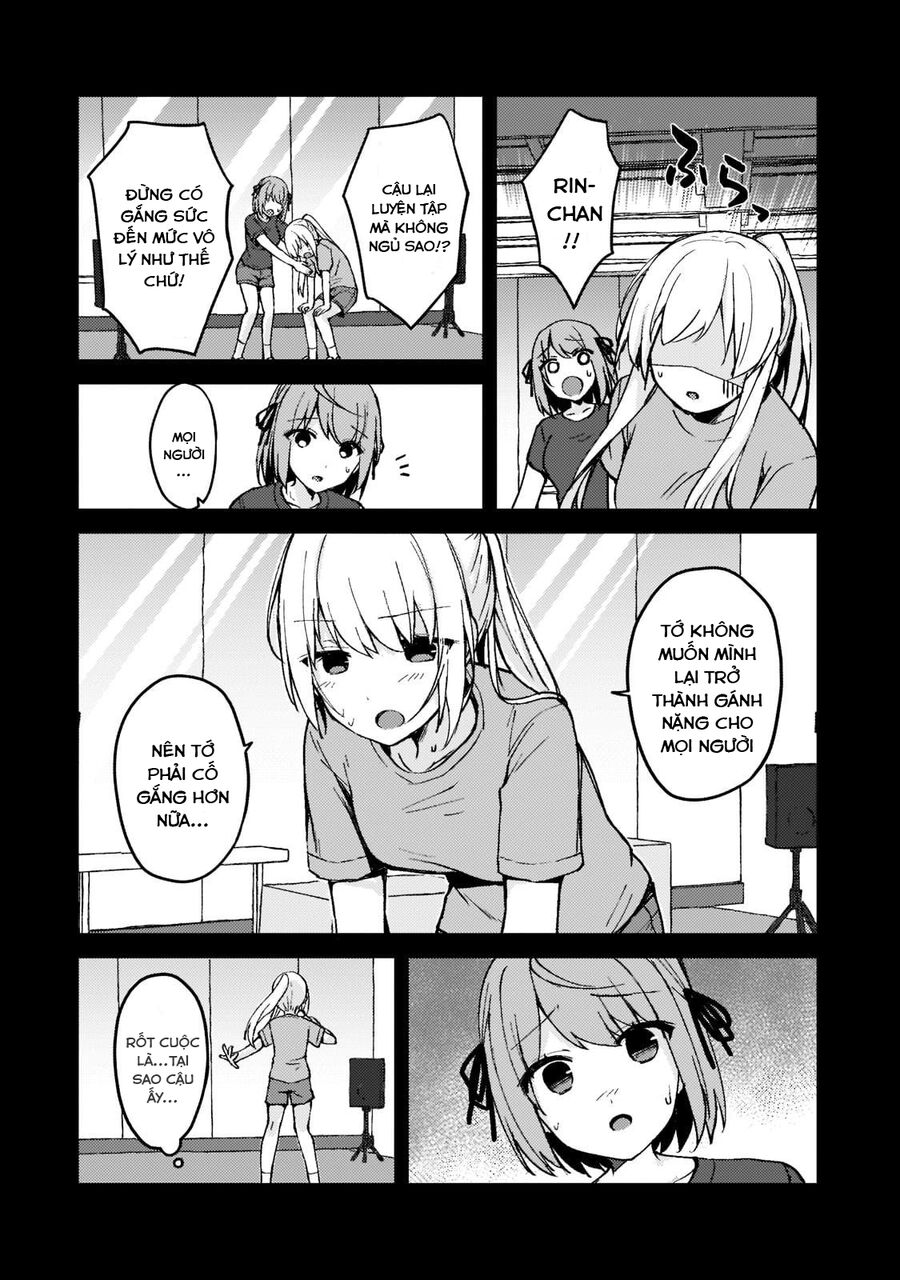 RIN-
CHAN
!!
ふらっ
CẬU LẠI
LUYỆN TẬP
MÀ KHÔNG
NGỦ SAO!?
ĐỪNG CÓ
GẮNG SỨC
ĐẾN MỨC VÔ
LÝ NHƯ THẾ
CHỨ!
MỌI
NGƯỜI
...
TỚ KHÔNG
MUỐN MÌNH
LẠI TRỞ
THÀNH GÁNH
NẶNG CHO
MỌI NGƯỜI
NÊN TỚ
PHẢI CỐ
GẮNG HƠN
NỮA...
RỐT CUỘC
LÀ...TẠI
SAO CẬU
ẤY...